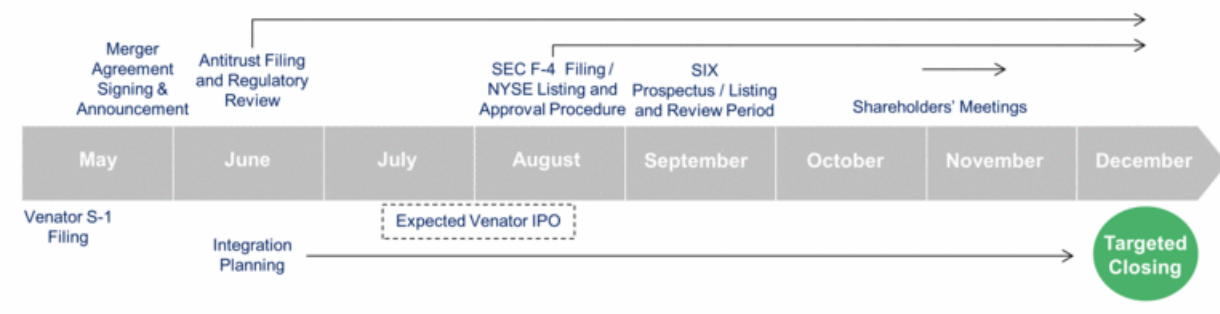 Merger
Agreement
Signing &
Announcement
Antitrust Filing
and Regulatory
Review
SEC F-4 Filing /
NYSE Listing and
Approval Procedure
SIX
Prospectus / Listing
and Review Period
Shareholders' Meetings
May
June
July
August
September
October
November
December
Venator S-1
Filing
Integration
Planning
Expected Venator IPO
Targeted
Closing